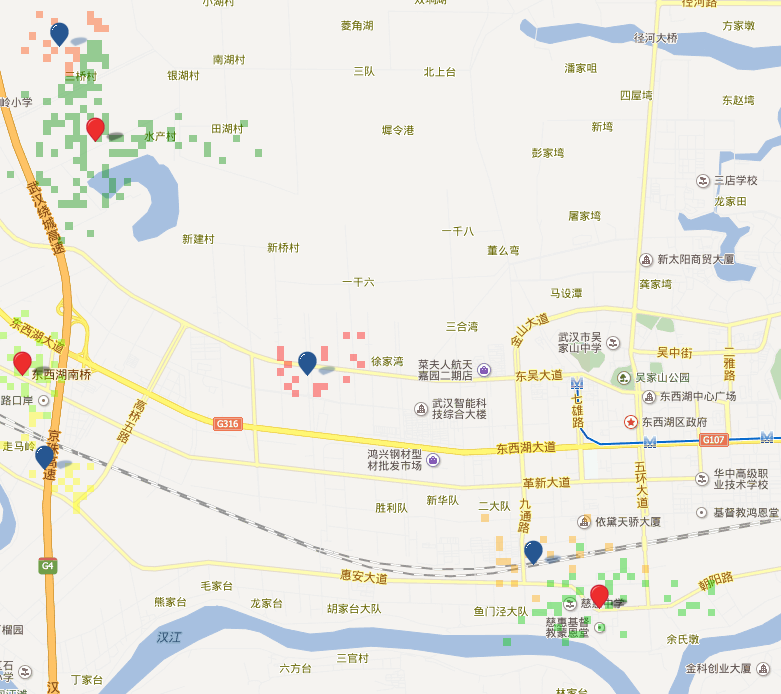 小湖村
双坝湖
径河路
菱角湖
方家墩
径河大桥
南湖村
三桥村
银湖村
三队
北上台
潘家咀
四屋塆
东赵塆
岭小学
水产村
田湖村
墀令港
新塆
彭家塆
三店学校
龙家田
武汉绕城高速
屠家塆
新建村
新桥村
一千八
董么弯
新太阳商贸大厦
龚家塆
一干六
马设潭
三合湾
金山大道
武汉市吴
家山中学
东西湖大道
徐家湾
菜夫人航天
嘉园二期店
吴中街
二雅路
东西湖南桥
东吴大道
吴家山公园
路口岸
高桥五路
武汉智能科
技综合大楼
七雄路
东西湖中心广场
G316
东西湖区政府
走马岭
京珠高速
东西湖大道
G107
鸿兴钢材型
材批发市场
五环大道
华中高级职
业技术学校
革新大道
胜利队
新华队
二大队
九通路
依黛天骄大厦
基督教鸿恩堂
G4
惠安大道
朝阳路
毛家台
熊家台
龙家台
胡家台大队
鱼门泾大队
慈惠中学
慈惠基督
教蒙恩堂
榴园
汉江
余氏墩
三官村
六方台
金科创业大厦
丁家台
汉
林家台